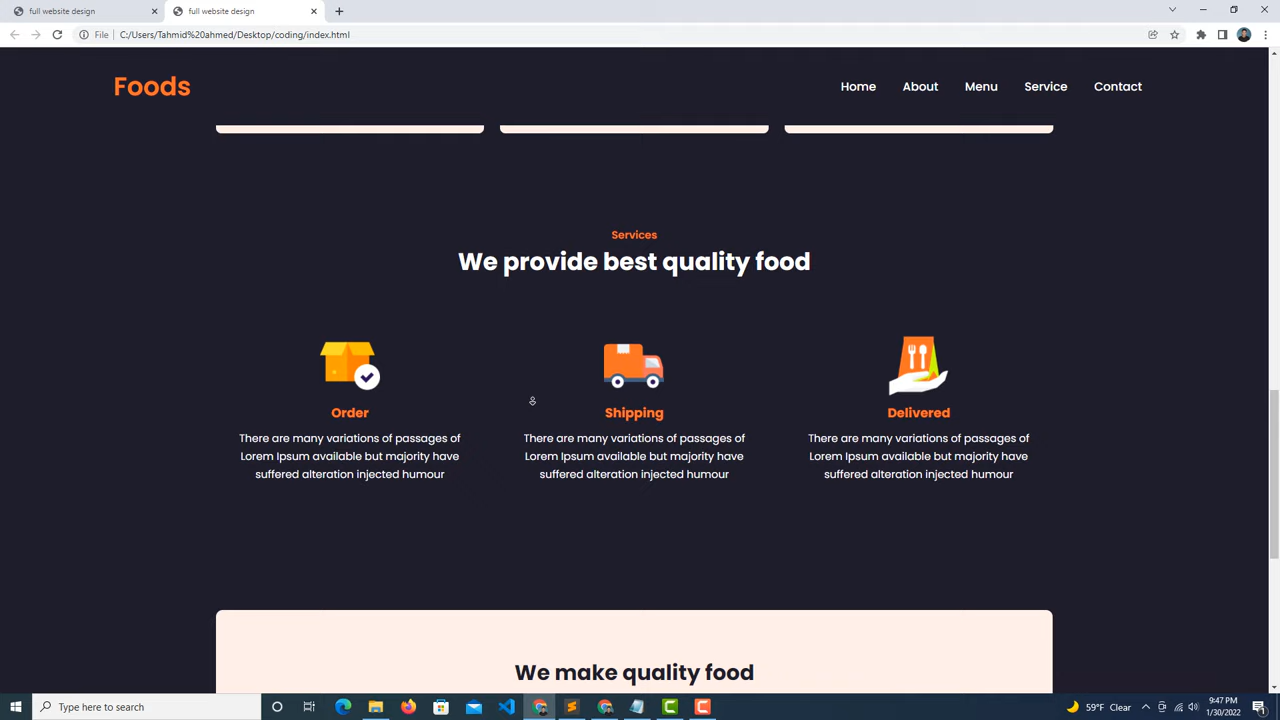 full website design
full website design
File
C:/Users/Tahmid%20ahmed/Desktop/coding/index.html
Foods
Home
About
Menu
Service
Contact
Services
We provide best quality food
Order
There are many variations of passages of
Lorem Ipsum available but majority have
suffered alteration injected humour
Shipping
There are many variations of passages of
Lorem Ipsum available but majority have
suffered alteration injected humour
Delivered
There are many variations of passages of
Lorem Ipsum available but majority have
suffered alteration injected humour
We make quality food
Type here to search
59°F Clear
9:47 PM
1/30/2022